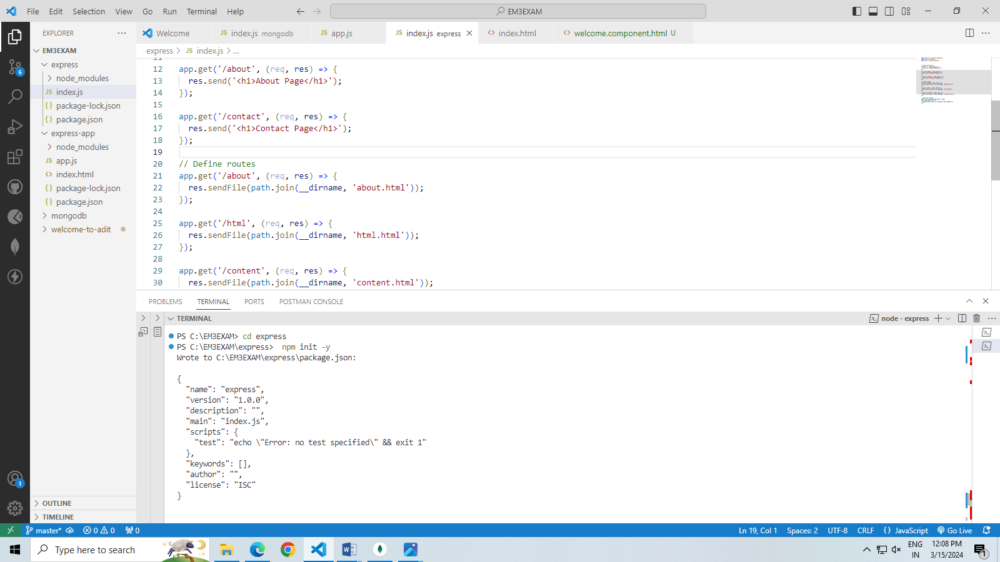 File Edit Selection View Go Run Terminal Help EM3EXAM
EXPLORER
EM3EXAM
express
node_modules
index.js
package-lock.json
package.json
express-app
node_modules
app.js
index.html
package-lock.json
package.json
mongodb
welcome-to-adit
OUTLINE
TIMELINE
Welcome JS index.js mongodb JS app.js JS index.js express <> index.html <> welcome.component.html U
express > JS index.js > ...
11
12 app.get('/about', (req, res) => {
13 res.send('<h1>About Page</h1>');
14 });
15
16 app.get('/contact', (req, res) => {
17 res.send('<h1>Contact Page</h1>');
18 });
19
20 // Define routes
21 app.get('/about', (req, res) => {
22 res.sendFile(path.join(__dirname, 'about.html'));
23 });
24
25 app.get('/html', (req, res) => {
26 res.sendFile(path.join(__dirname, 'html.html'));
27 });
28
29 app.get('/content', (req, res) => {
30 res.sendFile(path.join(__dirname, 'content.html'));
PROBLEMS TERMINAL PORTS POSTMAN CONSOLE
TERMINAL node - express
PS C:\EM3EXAM> cd express
PS C:\EM3EXAM\express>  npm init -y
Wrote to C:\EM3EXAM\express\package.json:
{
"name": "express",
"version": "1.0.0",
"description": "",
"main": "index.js",
"scripts": {
"test": "echo \"Error: no test specified\" && exit 1"
},
"keywords": [],
"author": "",
"license": "ISC"
}
6
1
master* 0 0 0 Ln 19, Col 1 Spaces: 2 UTF-8 CRLF {} JavaScript Go Live
Type here to search
ENG
IN
12:08 PM
3/15/2024
1